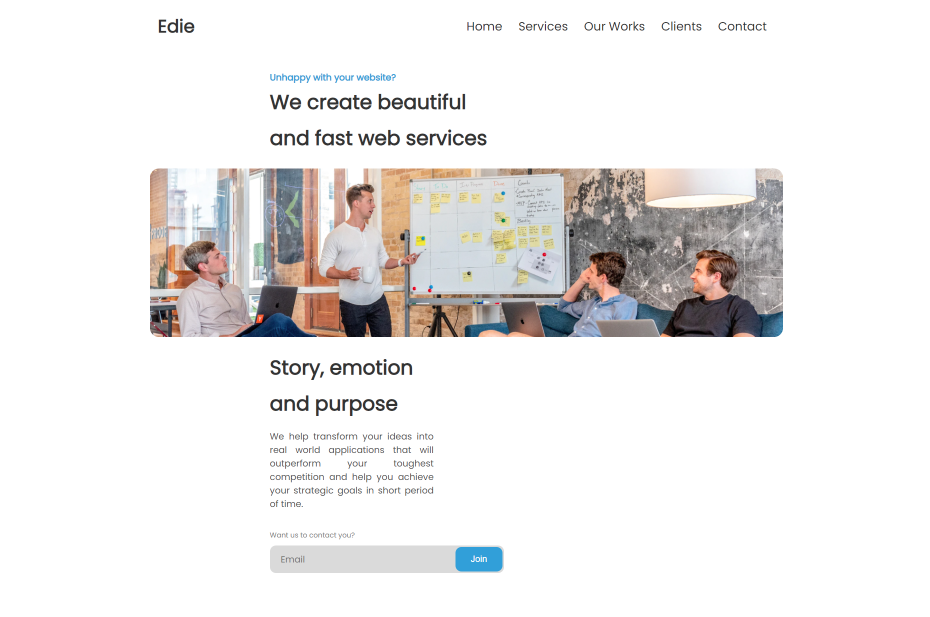 Edie
Home Services Our Works Clients Contact
Unhappy with your website?
We create beautiful
and fast web services
Story, emotion
and purpose
We help transform your ideas into
real world applications that will
outperform your toughest
competition and help you achieve
your strategic goals in short period
of time.
Want us to contact you?
Email
Join